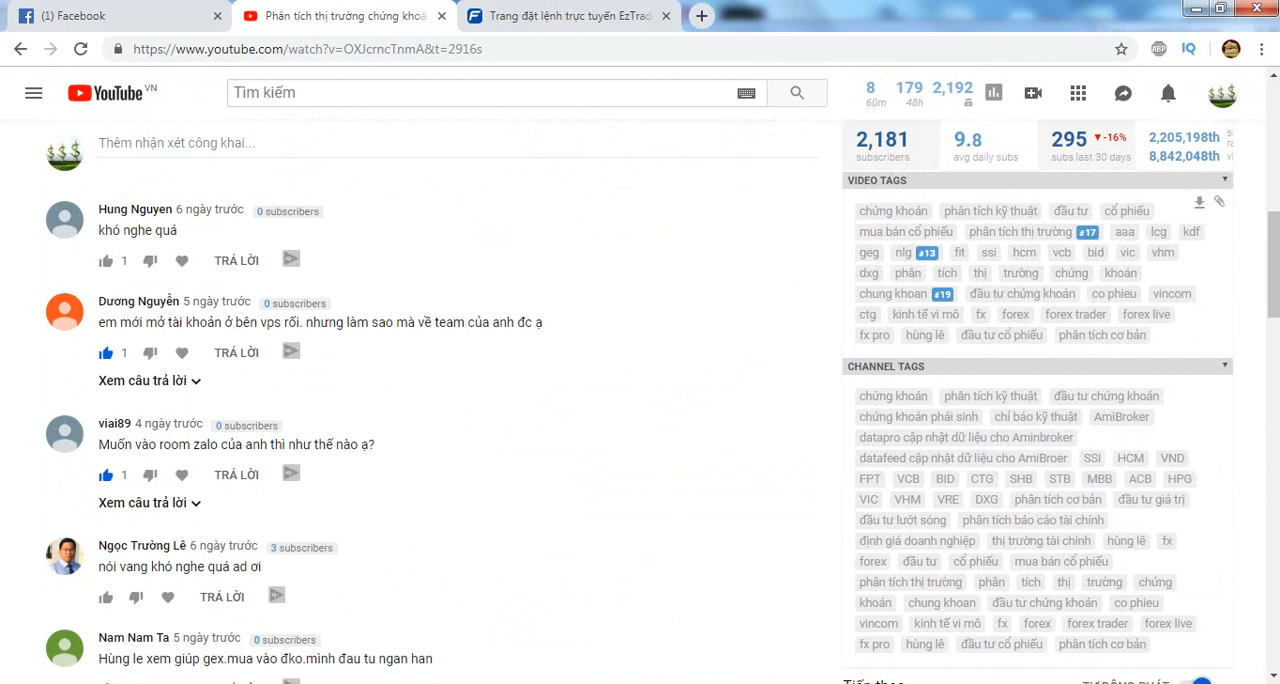 (1) Facebook
Phân tích thị trường chứng khoá
Trang đặt lệnh trực tuyến EzTrad
https://www.youtube.com/watch?v=OXJcrncTnmA&t=2916s
ABP
IQ
YouTube VN
Tìm kiếm
8 179 2,192
60m 48h
Thêm nhận xét công khai...
Hung Nguyen 6 ngày trước 0 subscribers
khó nghe quá
1 TRẢ LỜI
Dương Nguyễn 5 ngày trước 0 subscribers
em mới mở tài khoản ở bên vps rồi. nhưng làm sao mà về team của anh đc ạ
1 TRẢ LỜI
Xem câu trả lời
viai89 4 ngày trước 0 subscribers
Muốn vào room zalo của anh thì như thế nào ạ?
1 TRẢ LỜI
Xem câu trả lời
Ngọc Trường Lê 6 ngày trước 3 subscribers
nói vang khó nghe quá ad ơi
TRẢ LỜI
Nam Nam Ta 5 ngày trước 0 subscribers
Hùng le xem giúp gex.mua vào đko.mình đau tu ngan han
2,181 9.8 295 -16% 2,205,198th
subscribers avg daily subs subs last 30 days 8,842,048th
VIDEO TAGS
chứng khoán phân tích kỹ thuật đầu tư cổ phiếu
mua bán cổ phiếu phân tích thị trường #17 aaa lcg kdf
geg nlg #13 fit ssi hcm vcb bid vic vhm
dxg phân tích thị trường chứng khoán
chung khoan #19 đầu tư chứng khoán co phieu vincom
ctg kinh tế vi mô fx forex forex trader forex live
fx pro hùng lê đầu tư cổ phiếu phân tích cơ bản
CHANNEL TAGS
chứng khoán phân tích kỹ thuật đầu tư chứng khoán
chứng khoán phái sinh chỉ báo kỹ thuật AmiBroker
datapro cập nhật dữ liệu cho Aminbroker
datafeed cập nhật dữ liệu cho AmiBroer SSI HCM VND
FPT VCB BID CTG SHB STB MBB ACB HPG
VIC VHM VRE DXG phân tích cơ bản đầu tư giá trị
đầu tư lướt sóng phân tích báo cáo tài chính
định giá doanh nghiệp thị trường tài chính hùng lê fx
forex đầu tư cổ phiếu mua bán cổ phiếu
phân tích thị trường phân tích thị trường chứng
khoán chung khoan đầu tư chứng khoán co phieu
vincom kinh tế vi mô fx forex forex trader forex live
fx pro hùng lê đầu tư cổ phiếu phân tích cơ bản